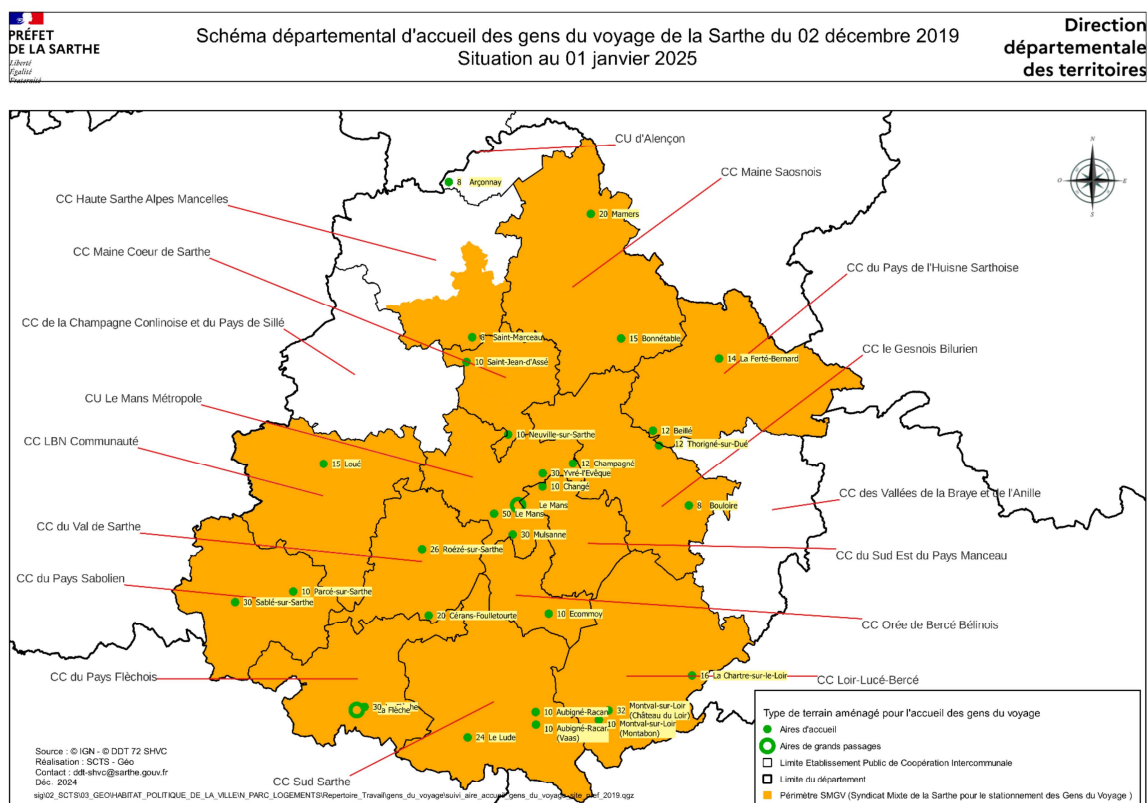 PRÉFET
DE LA SARTHE
Liberté
Égalité
Fraternité
Schéma départemental d'accueil des gens du voyage de la Sarthe du 02 décembre 2019
Situation au 01 janvier 2025
Direction
départementale
des territoires
CU d'Alençon
N
O
E
S
8 Arçonnay
CC Maine Saosnois
CC Haute Sarthe Alpes Mancelles
20 Mamers
CC Maine Coeur de Sarthe
CC du Pays de l'Huisne Sarthoise
CC de la Champagne Conlinoise et du Pays de Sillé
8 Saint-Marceau
15 Bonnétable
CC le Gesnois Bilurien
10 Saint-Jean-d'Assé
14 La Ferté-Bernard
CU Le Mans Métropole
CC LBN Communauté
10 Neuville-sur-Sarthe
12 Beillé
12 Thorigné-sur-Dué
15 Loué
12 Champagné
30 Yvré-l'Evêque
10 Changé
CC des Vallées de la Braye et de l'Anille
Le Mans
8 Bouloire
50 Le Mans
CC du Val de Sarthe
30 Mulsanne
26 Roézé-sur-Sarthe
CC du Sud Est du Pays Manceau
CC du Pays Sabolien
10 Parcé-sur-Sarthe
30 Sablé-sur-Sarthe
20 Cérans-Foulletourte
10 Ecommoy
CC Orée de Bercé Bélinois
CC du Pays Flèchois
16 La Chartre-sur-le-Loir
CC Loir-Lucé-Bercé
30
La Flèche
10 Aubigné-Racan
32 Montval-sur-Loir
(Château du Loir)
10 Aubigné-Racan
(Vaas)
10 Montval-sur-Loir
(Montabon)
24 Le Lude
CC Sud Sarthe
Type de terrain aménagé pour l'accueil des gens du voyage
Aires d'accueil
Aires de grands passages
Limite Etablissement Public de Coopération Intercommunale
Limite du département
Périmètre SMGV (Syndicat Mixte de la Sarthe pour le stationnement des Gens du Voyage )
Source : © IGN - © DDT 72 SHVC
Réalisation : SCTS - Géo
Contact : ddt-shvc@sarthe.gouv.fr
Déc. 2024